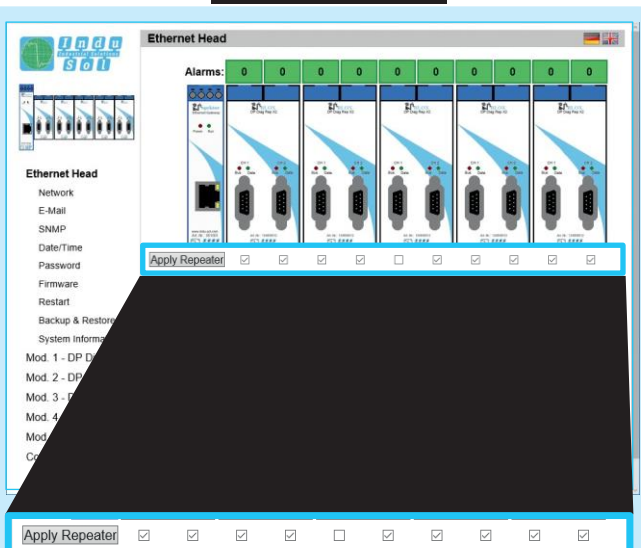 Indu
Sol
Ethernet Head
Alarms: 0 0 0 0 0 0 0 0 0 0
Ethernet Head
Network
E-Mail
SNMP
Date/Time
Password
Firmware
Restart
Backup & Restore
System Informa
Mod. 1 - DP D
Mod. 2 - DP
Mod. 3 -
Mod. 4
Mod
Co
Apply Repeater
Apply Repeater